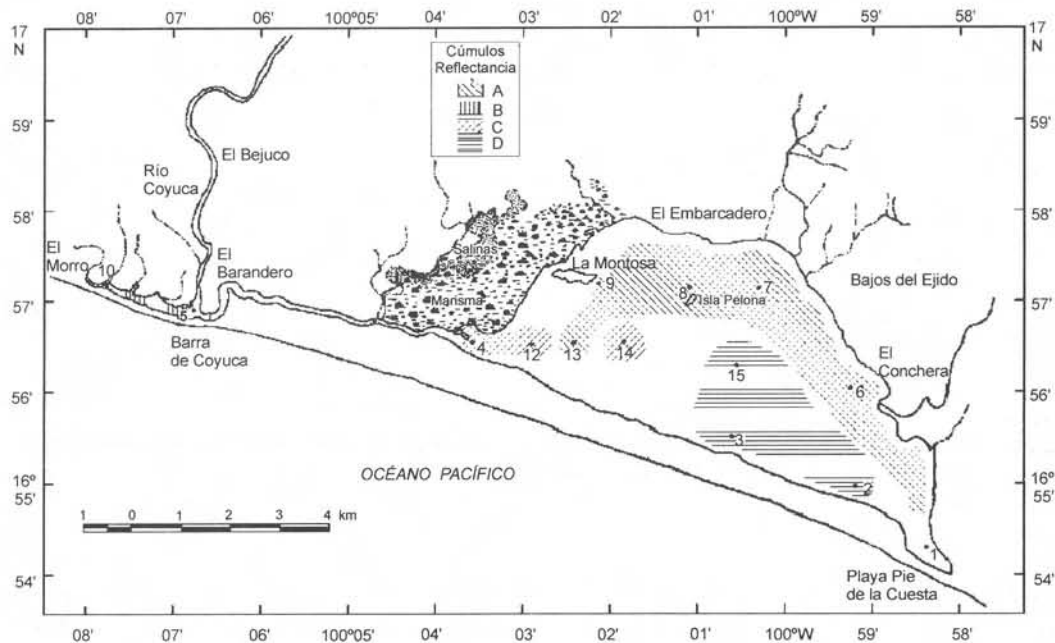 08' 07' 06' 100º05' 04' 03' 02' 01' 100ºW 59' 58'
17
N
17
N
Cúmulos
Reflectancia
A
B
C
D
59'
59'
El Bejuco
Río
Coyuca
58'
58'
El Embarcadero
Salinas
El
Morro
10
El
Barandero
La Montosa
9
8
Isla Pelona
7
Bajos del Ejido
57'
57'
Marisma
5
Barra
de Coyuca
4
12
13
14
15
El
Conchera
6
56'
56'
3
OCÉANO PACÍFICO
2
16º
55'
16º
55'
1 0 1 2 3 4 km
1
54'
54'
Playa Pie
de la Cuesta
08' 07' 06' 100º05' 04' 03' 02' 01' 100ºW 59' 58'